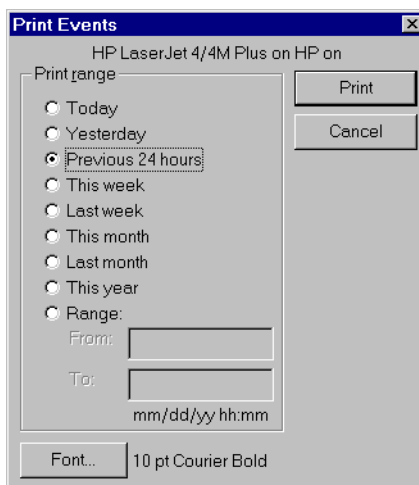 Print Events
HP LaserJet 4/4M Plus on HP on
Print range
Print
Today
Cancel
Yesterday
Previous 24 hours
This week
Last week
This month
Last month
This year
Range:
From:
To:
mm/dd/yy hh:mm
Font... 10 pt Courier Bold